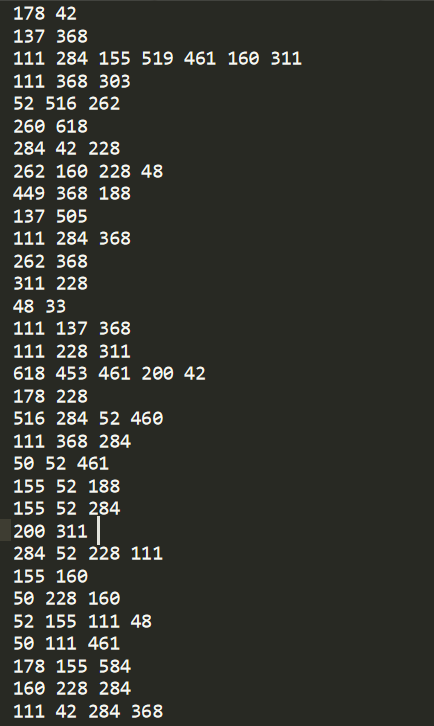 178 42
137 368
111 284 155 519 461 160 311
111 368 303
52 516 262
260 618
284 42 228
262 160 228 48
449 368 188
137 505
111 284 368
262 368
311 228
48 33
111 137 368
111 228 311
618 453 461 200 42
178 228
516 284 52 460
111 368 284
50 52 461
155 52 188
155 52 284
200 311
284 52 228 111
155 160
50 228 160
52 155 111 48
50 111 461
178 155 584
160 228 284
111 42 284 368